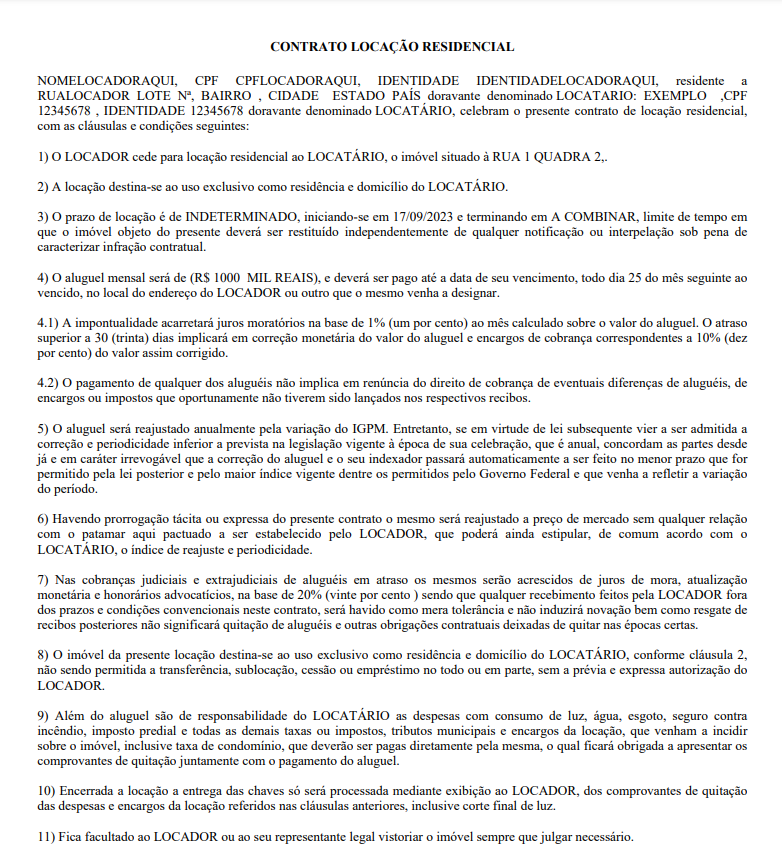 CONTRATO LOCAÇÃO RESIDENCIAL
NOMELOCADORAQUI, CPF CPFLOCADORAQUI, IDENTIDADE IDENTIDADELOCADORAQUI, residente a
RUALOCADOR LOTE Nª, BAIRRO , CIDADE ESTADO PAÍS doravante denominado LOCATARIO: EXEMPLO ,CPF
12345678 , IDENTIDADE 12345678 doravante denominado LOCATÁRIO, celebram o presente contrato de locação residencial,
com as cláusulas e condições seguintes:
1) O LOCADOR cede para locação residencial ao LOCATÁRIO, o imóvel situado à RUA 1 QUADRA 2,.
2) A locação destina-se ao uso exclusivo como residência e domicílio do LOCATÁRIO.
3) O prazo de locação é de INDETERMINADO, iniciando-se em 17/09/2023 e terminando em A COMBINAR, limite de tempo em
que o imóvel objeto do presente deverá ser restituído independentemente de qualquer notificação ou interpelação sob pena de
caracterizar infração contratual.
4) O aluguel mensal será de (R$ 1000 MIL REAIS), e deverá ser pago até a data de seu vencimento, todo dia 25 do mês seguinte ao
vencido, no local do endereço do LOCADOR ou outro que o mesmo venha a designar.
4.1) A impontualidade acarretará juros moratórios na base de 1% (um por cento) ao mês calculado sobre o valor do aluguel. O atraso
superior a 30 (trinta) dias implicará em correção monetária do valor do aluguel e encargos de cobrança correspondentes a 10% (dez
por cento) do valor assim corrigido.
4.2) O pagamento de qualquer dos aluguéis não implica em renúncia do direito de cobrança de eventuais diferenças de aluguéis, de
encargos ou impostos que oportunamente não tiverem sido lançados nos respectivos recibos.
5) O aluguel será reajustado anualmente pela variação do IGPM. Entretanto, se em virtude de lei subsequente vier a ser admitida a
correção e periodicidade inferior a prevista na legislação vigente à época de sua celebração, que é anual, concordam as partes desde
já e em caráter irrevogável que a correção do aluguel e o seu indexador passará automaticamente a ser feito no menor prazo que for
permitido pela lei posterior e pelo maior índice vigente dentre os permitidos pelo Governo Federal e que venha a refletir a variação
do período.
6) Havendo prorrogação tácita ou expressa do presente contrato o mesmo será reajustado a preço de mercado sem qualquer relação
com o patamar aqui pactuado a ser estabelecido pelo LOCADOR, que poderá ainda estipular, de comum acordo com o
LOCATÁRIO, o índice de reajuste e periodicidade.
7) Nas cobranças judiciais e extrajudiciais de aluguéis em atraso os mesmos serão acrescidos de juros de mora, atualização
monetária e honorários advocatícios, na base de 20% (vinte por cento ) sendo que qualquer recebimento feitos pela LOCADOR fora
dos prazos e condições convencionais neste contrato, será havido como mera tolerância e não induzirá novação bem como resgate de
recibos posteriores não significará quitação de aluguéis e outras obrigações contratuais deixadas de quitar nas épocas certas.
8) O imóvel da presente locação destina-se ao uso exclusivo como residência e domicílio do LOCATÁRIO, conforme cláusula 2,
não sendo permitida a transferência, sublocação, cessão ou empréstimo no todo ou em parte, sem a prévia e expressa autorização do
LOCADOR.
9) Além do aluguel são de responsabilidade do LOCATÁRIO as despesas com consumo de luz, água, esgoto, seguro contra
incêndio, imposto predial e todas as demais taxas ou impostos, tributos municipais e encargos da locação, que venham a incidir
sobre o imóvel, inclusive taxa de condomínio, que deverão ser pagas diretamente pela mesma, o qual ficará obrigada a apresentar os
comprovantes de quitação juntamente com o pagamento do aluguel.
10) Encerrada a locação a entrega das chaves só será processada mediante exibição ao LOCADOR, dos comprovantes de quitação
das despesas e encargos da locação referidos nas cláusulas anteriores, inclusive corte final de luz.
11) Fica facultado ao LOCADOR ou ao seu representante legal vistoriar o imóvel sempre que julgar necessário.